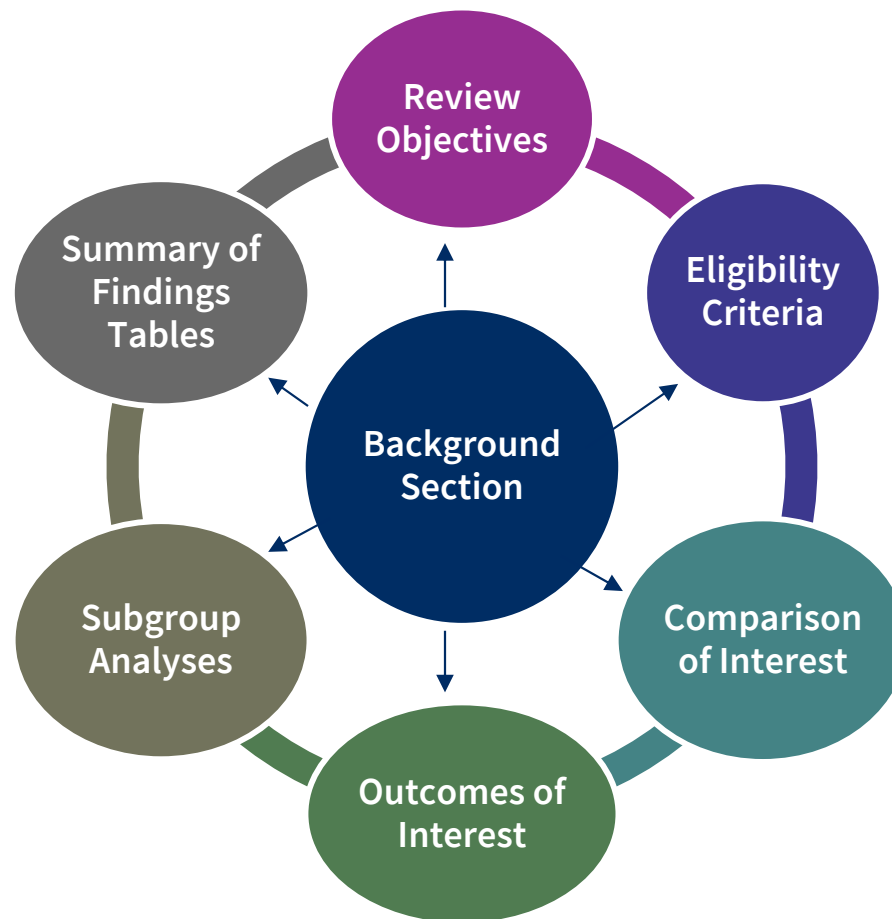 Review
Objectives
Summary of
Findings
Tables
Eligibility
Criteria
Background
Section
Subgroup
Analyses
Comparison
of Interest
Outcomes of
Interest